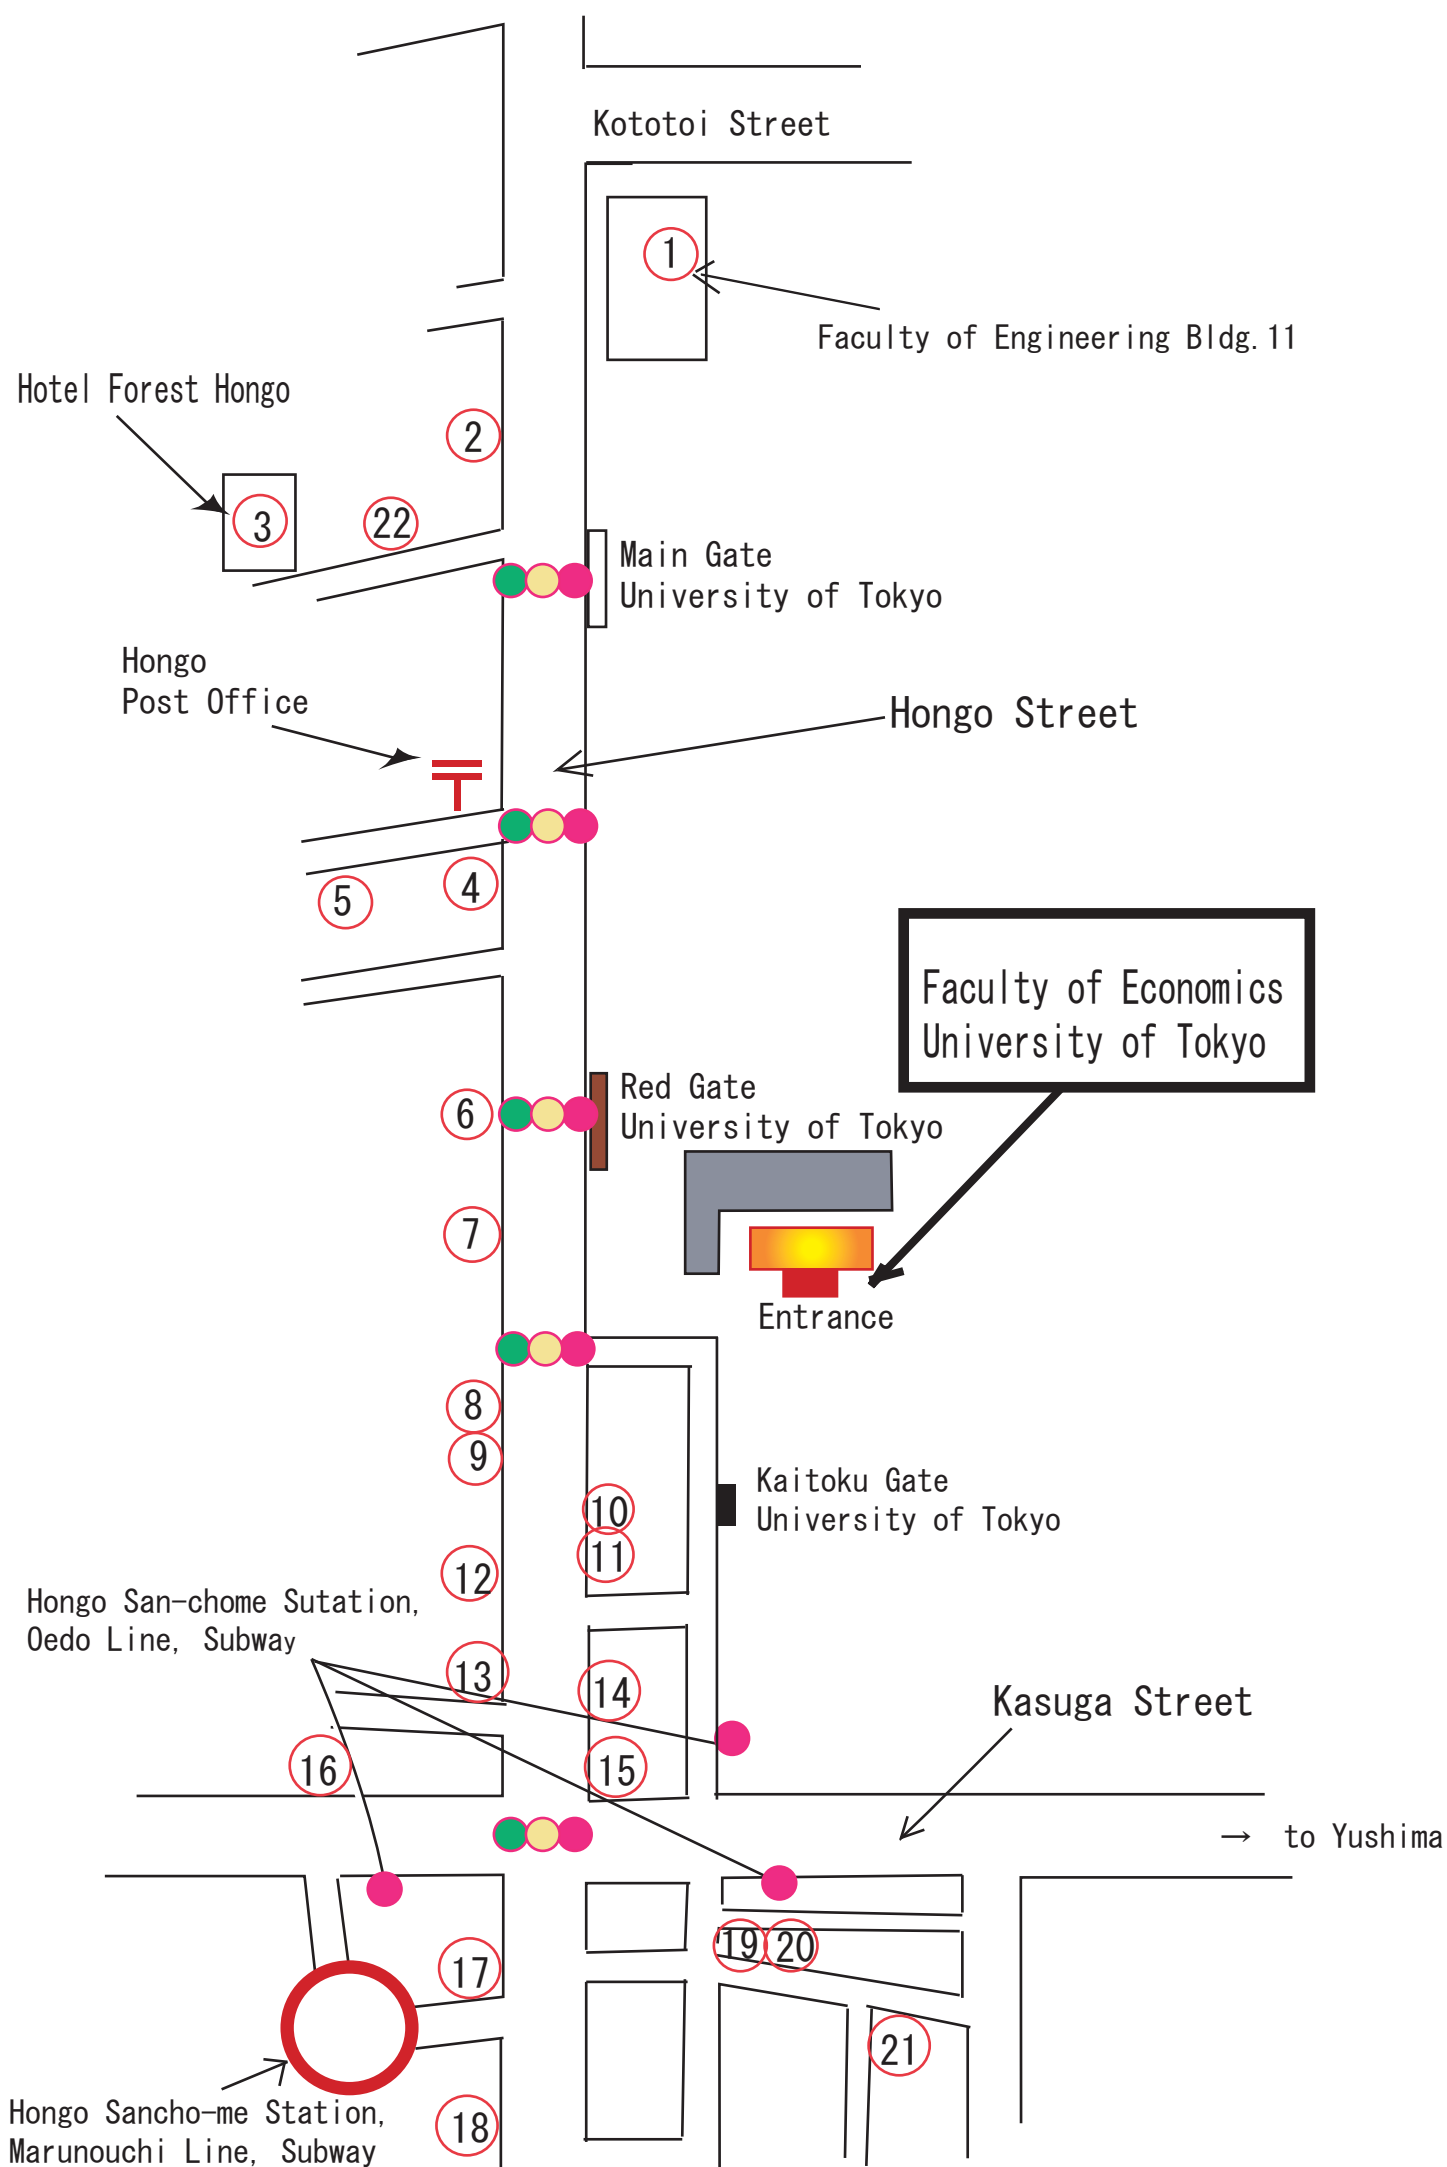 Kototoi Street
1
Faculty of Engineering Bldg.11
Hotel Forest Hongo
2
3
22
Main Gate
University of Tokyo
Hongo
Post Office
Hongo Street
4
5
Faculty of Economics
University of Tokyo
Red Gate
University of Tokyo
6
7
Entrance
8
9
Kaitoku Gate
University of Tokyo
10
11
12
Hongo San-chome Sutation,
Oedo Line, Subway
13
14
Kasuga Street
15
16
→ to Yushima
17
19
20
21
18
Hongo Sancho-me Station,
Marunouchi Line, Subway